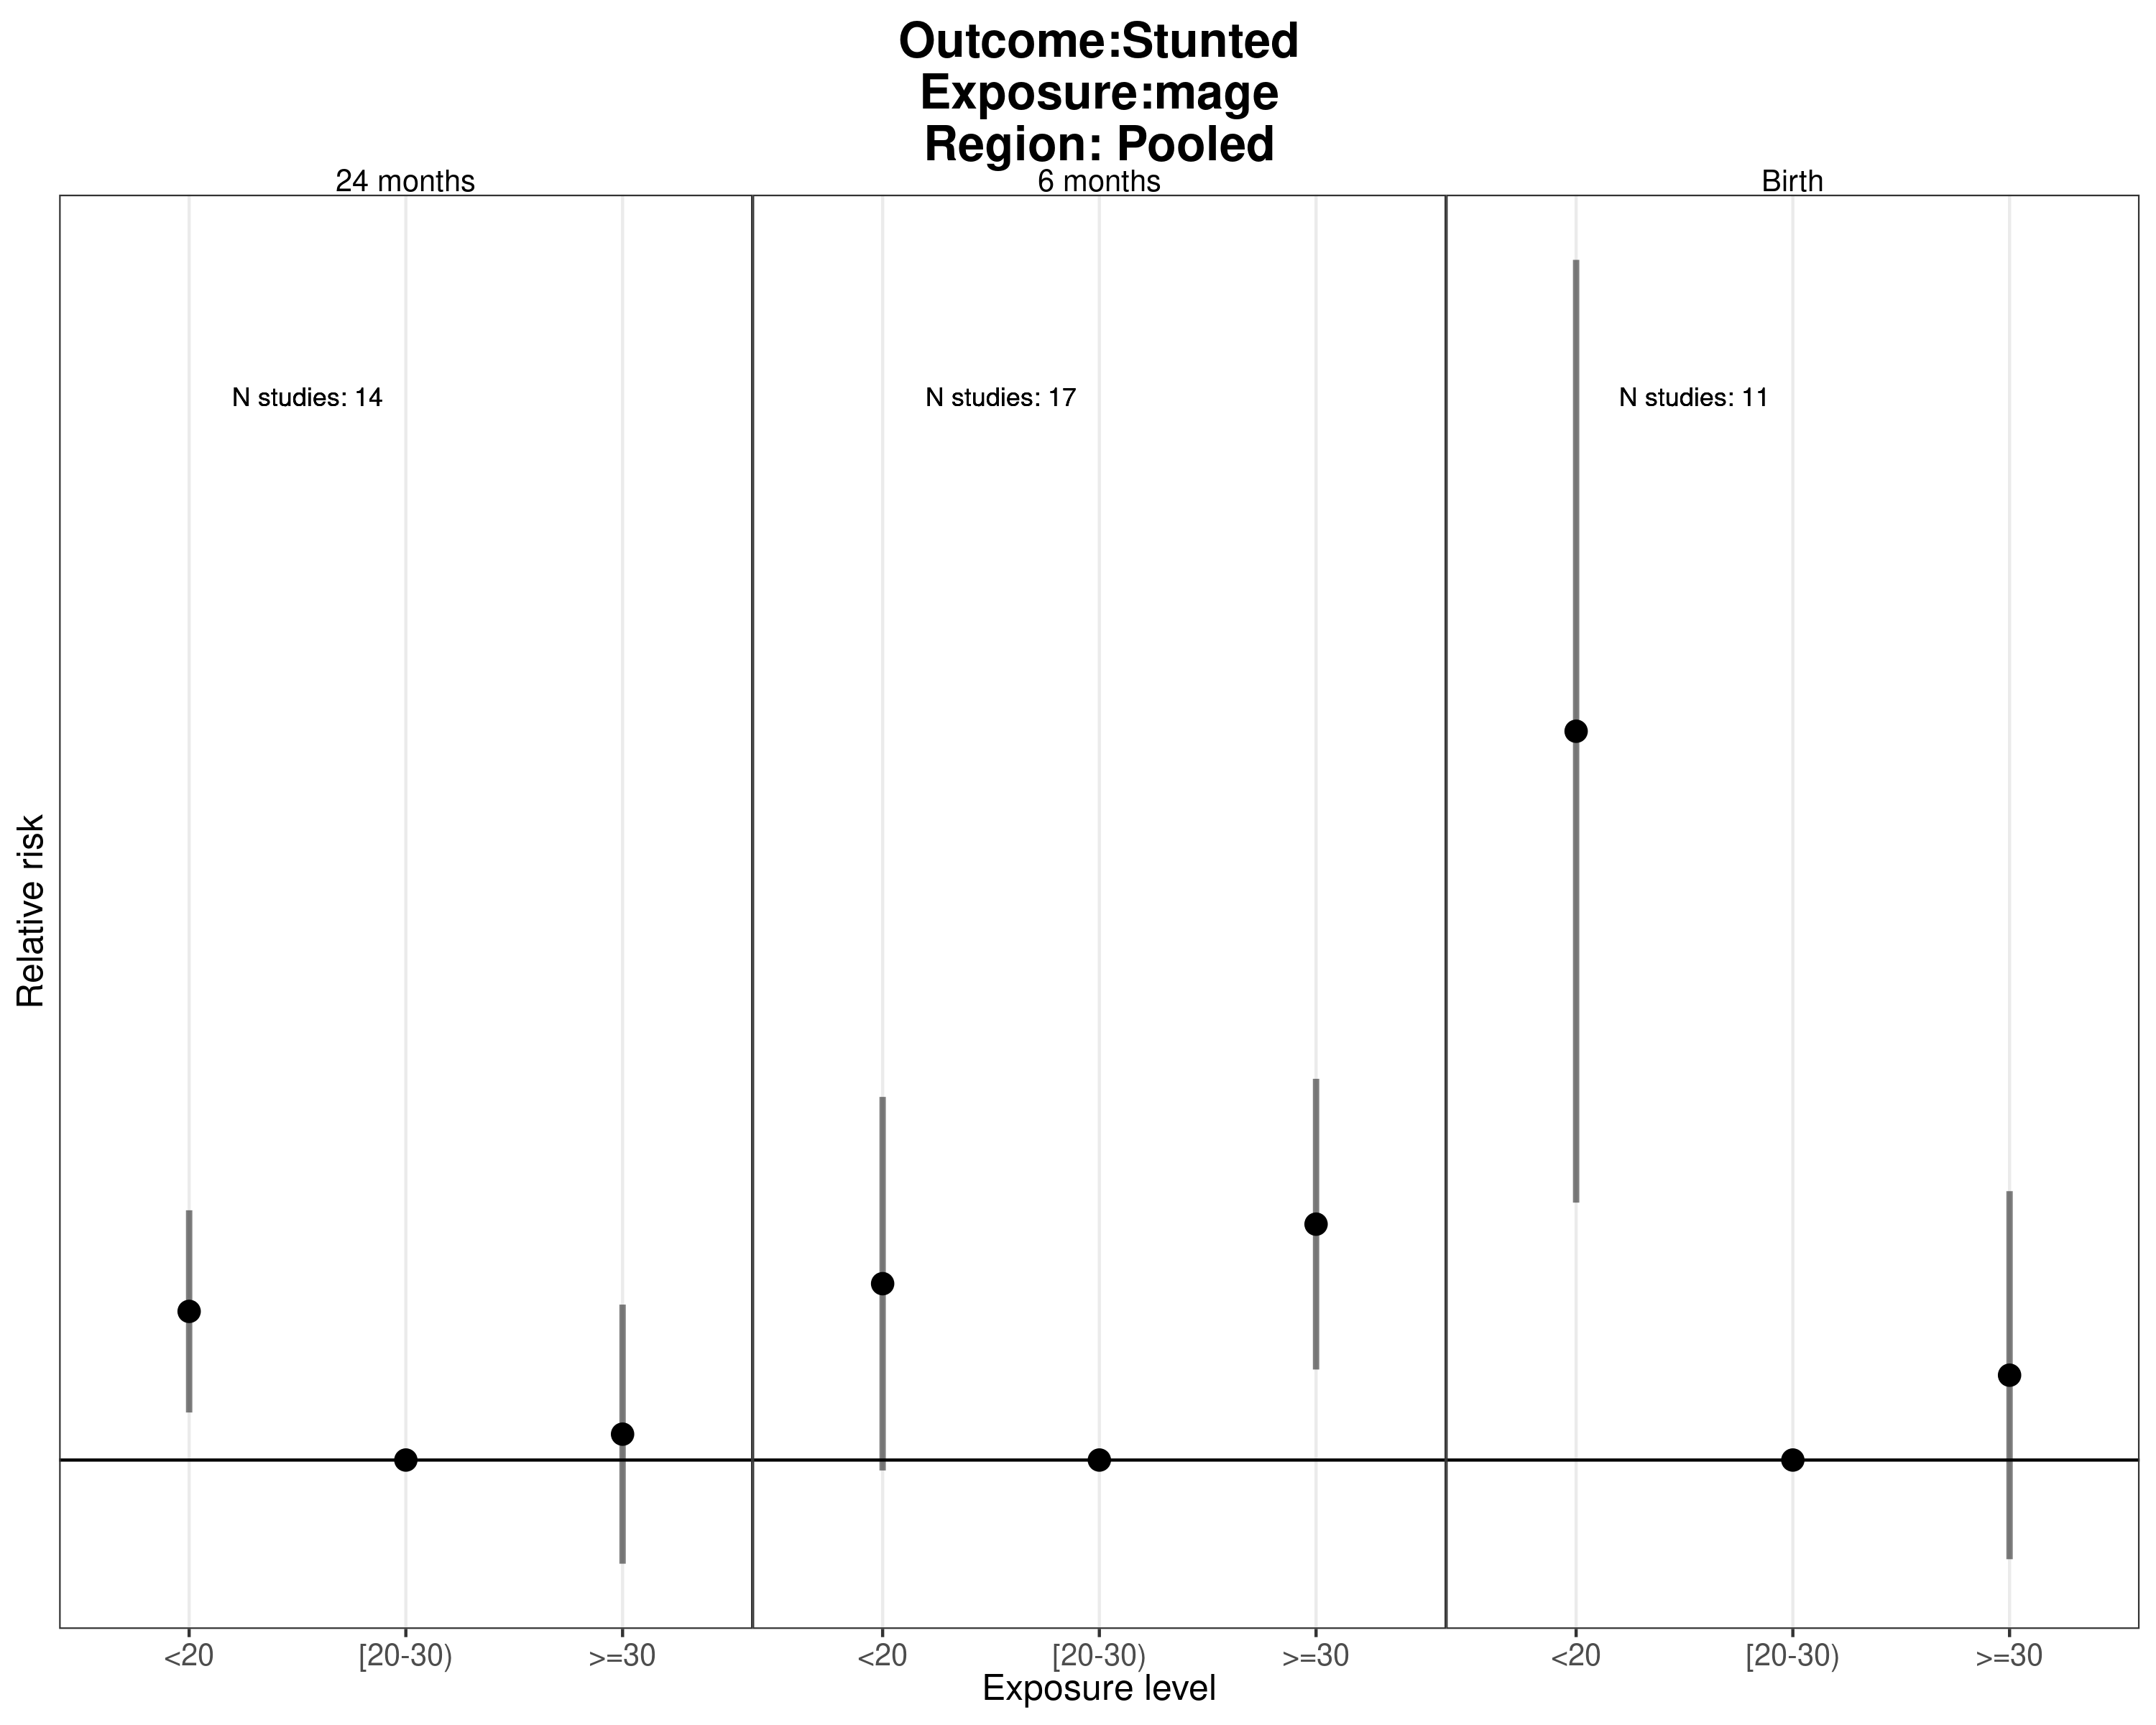 Outcome:Stunted
Exposure:mage
Region: Pooled
24 months
6 months
Birth
N studies: 14
N studies: 17
N studies: 11
Relative risk
<20
[20-30)
>=30
<20
[20-30)
>=30
<20
[20-30)
>=30
Exposure level